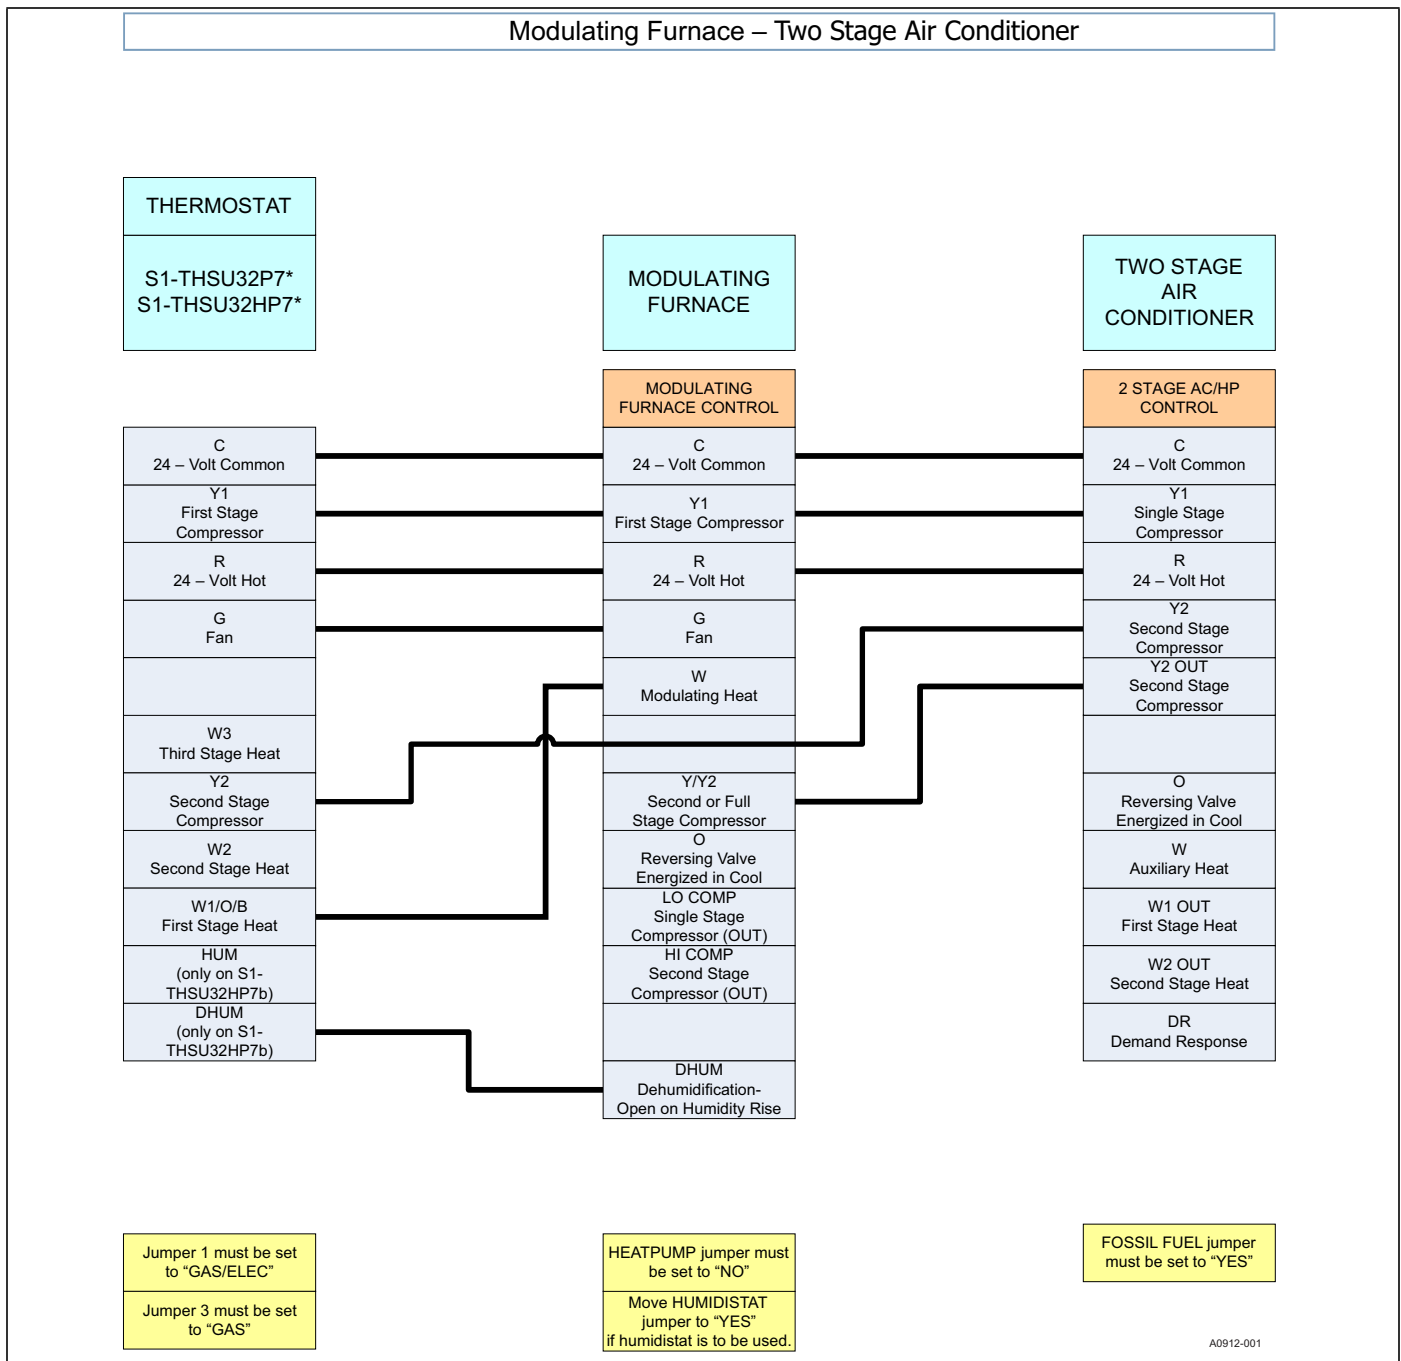 Modulating Furnace – Two Stage Air Conditioner
THERMOSTAT
S1-THSU32P7*
S1-THSU32HP7*
MODULATING
FURNACE
TWO STAGE
AIR
CONDITIONER
MODULATING
FURNACE CONTROL
2 STAGE AC/HP
CONTROL
C
24 – Volt Common
Y1
First Stage
Compressor
R
24 – Volt Hot
G
Fan
W3
Third Stage Heat
Y2
Second Stage
Compressor
W2
Second Stage Heat
W1/O/B
First Stage Heat
HUM
(only on S1-
THSU32HP7b)
DHUM
(only on S1-
THSU32HP7b)
C
24 – Volt Common
Y1
First Stage Compressor
R
24 – Volt Hot
G
Fan
W
Modulating Heat
Y/Y2
Second or Full
Stage Compressor
O
Reversing Valve
Energized in Cool
LO COMP
Single Stage
Compressor (OUT)
HI COMP
Second Stage
Compressor (OUT)
DHUM
Dehumidification-
Open on Humidity Rise
C
24 – Volt Common
Y1
Single Stage
Compressor
R
24 – Volt Hot
Y2
Second Stage
Compressor
Y2 OUT
Second Stage
Compressor
O
Reversing Valve
Energized in Cool
W
Auxiliary Heat
W1 OUT
First Stage Heat
W2 OUT
Second Stage Heat
DR
Demand Response
Jumper 1 must be set
to “GAS/ELEC”
Jumper 3 must be set
to “GAS”
HEATPUMP jumper must
be set to “NO”
Move HUMIDISTAT
jumper to “YES”
if humidistat is to be used.
FOSSIL FUEL jumper
must be set to “YES”
A0912-001